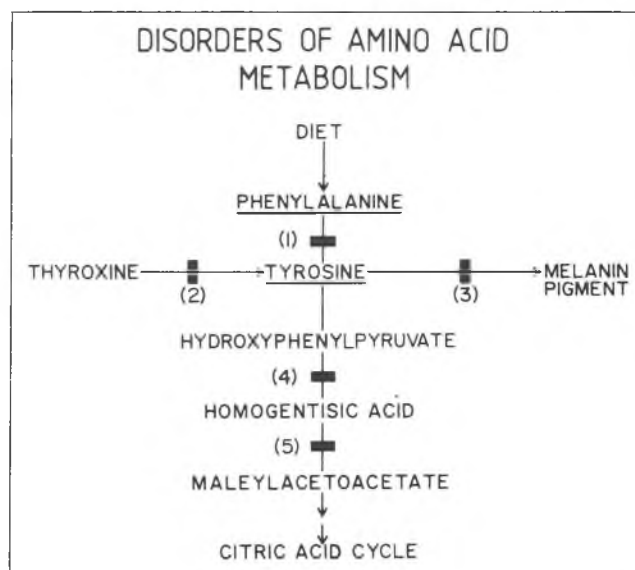 DISORDERS OF AMINO ACID
METABOLISM
DIET
PHENYLALANINE
(1)
THYROXINE
TYROSINE
MELANIN
PIGMENT
(2)
(3)
HYDROXYPHENYLPYRUVATE
(4)
HOMOGENTISIC ACID
(5)
MALEYLACETOACETATE
CITRIC ACID CYCLE